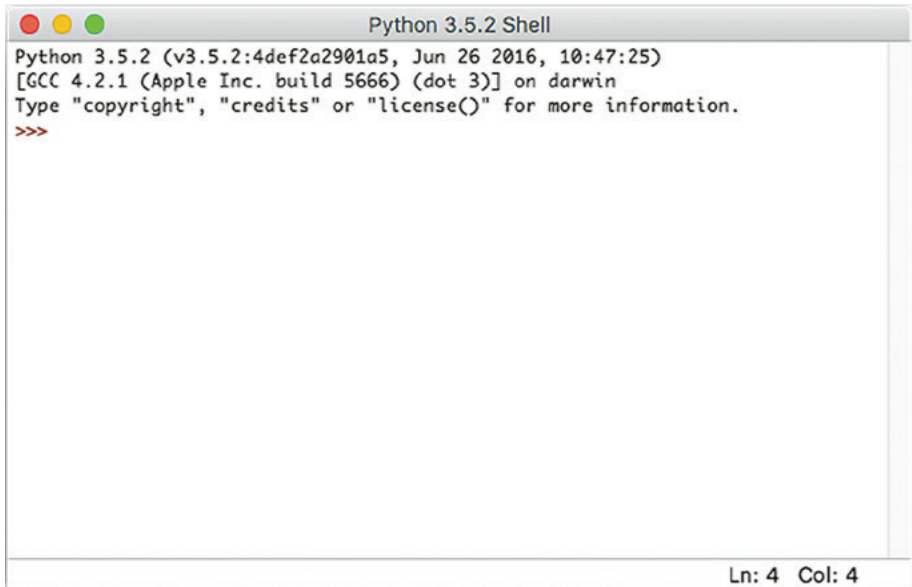 Python 3.5.2 Shell
Python 3.5.2 (v3.5.2:4def2a2901a5, Jun 26 2016, 10:47:25)
[GCC 4.2.1 (Apple Inc. build 5666) (dot 3)] on darwin
Type "copyright", "credits" or "license()" for more information.
>>>
Ln: 4 Col: 4